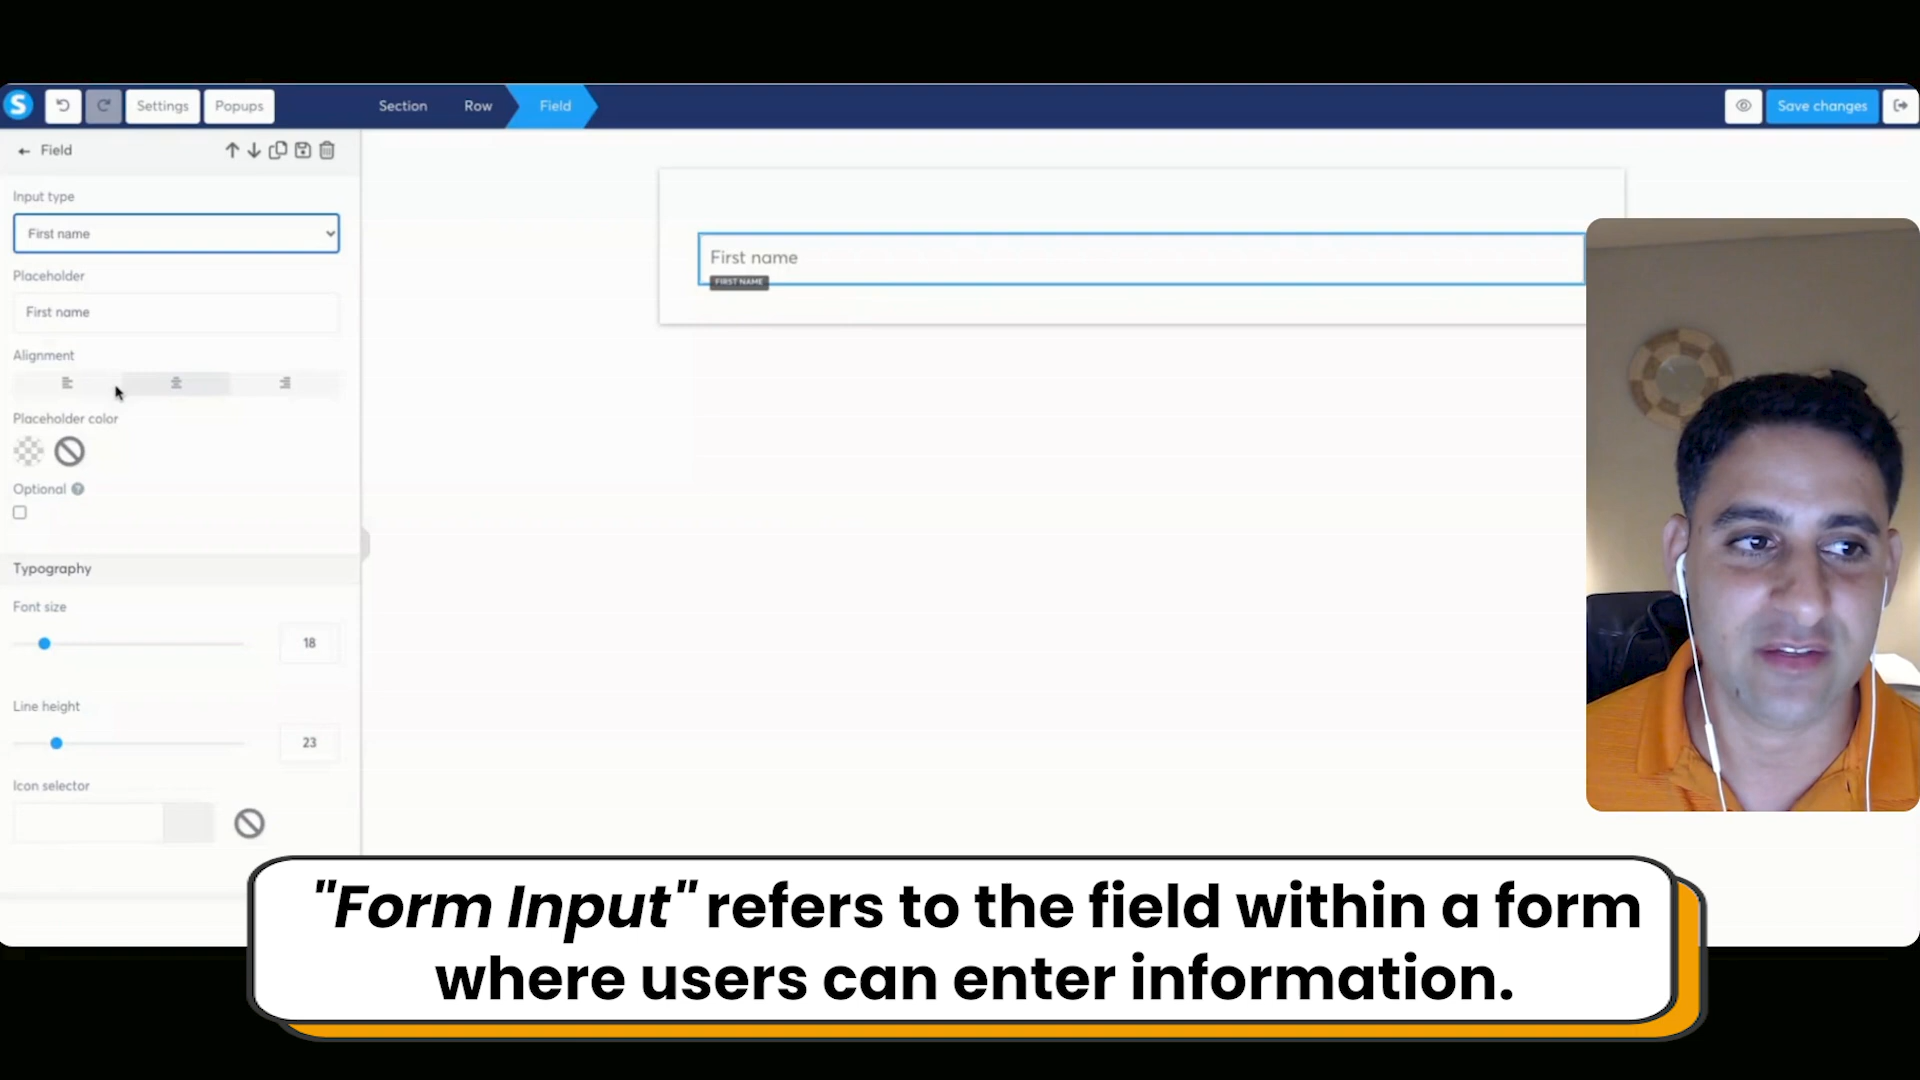 S
Settings
Popups
Section
Row
Field
Save changes
Field
Input type
First name
Placeholder
First name
Alignment
Placeholder color
Optional ?
Typography
Font size
18
Line height
23
Icon selector
First name
FIRST NAME
"Form Input" refers to the field within a form
where users can enter information.